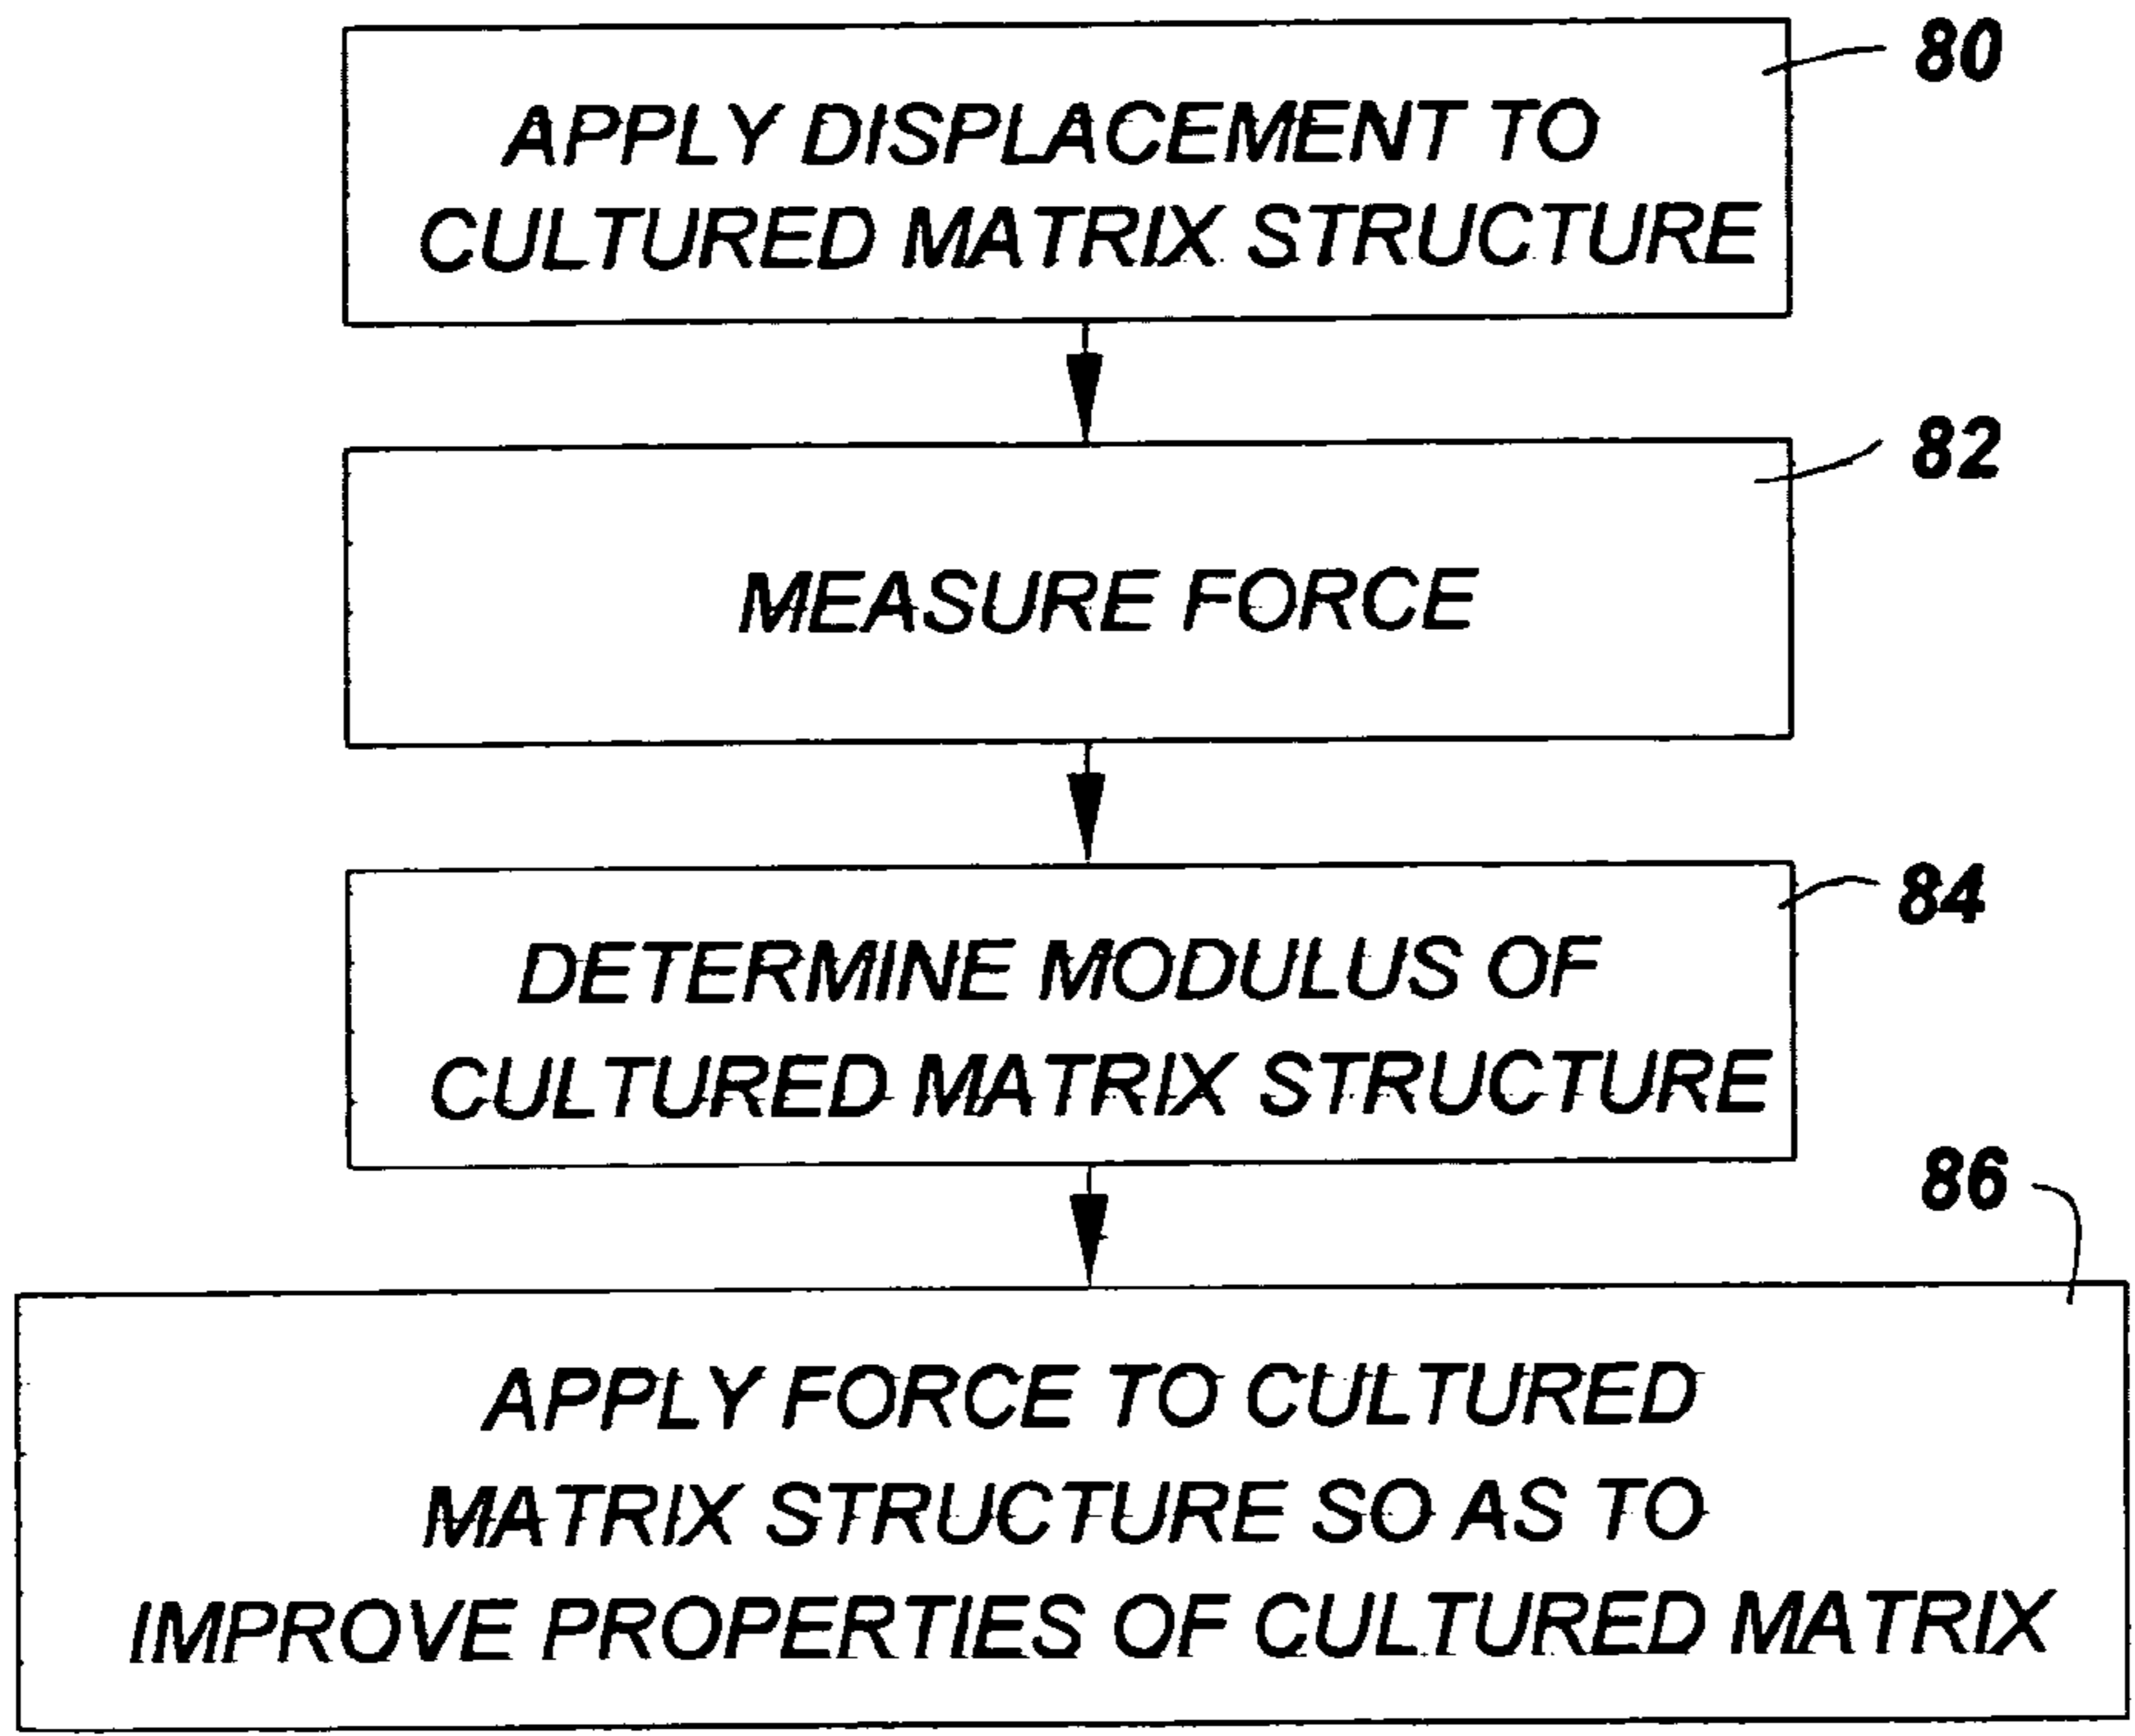 80
APPLY DISPLACEMENT TO
CULTURED MATRIX STRUCTURE
82
MEASURE FORCE
84
DETERMINE MODULUS OF
CULTURED MATRIX STRUCTURE
86
APPLY FORCE TO CULTURED
MATRIX STRUCTURE SO AS TO
IMPROVE PROPERTIES OF CULTURED MATRIX